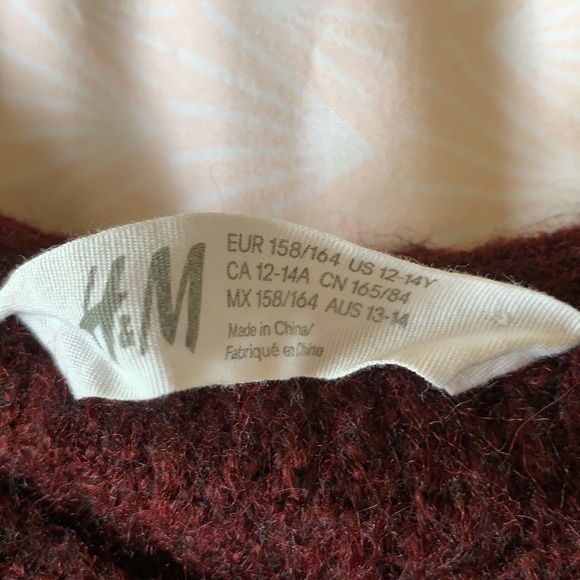 H&M
EUR 158/164 US 12-14Y
CA 12-14A CN 165/84
MX 158/164 AUS 13-14
Made in China/
Fabriqué en Chine